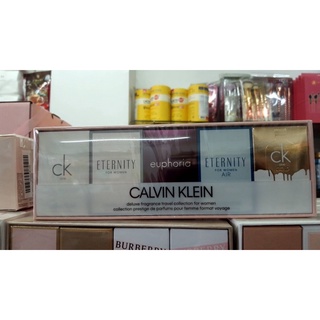 ck
ETERNITY
FOR WOMEN
euphoria
ETERNITY
FOR WOMEN
AIR
ck
CALVIN KLEIN
deluxe fragrance travel collection for women
collection prestige de parfums pour femme format voyage
BURBERRY